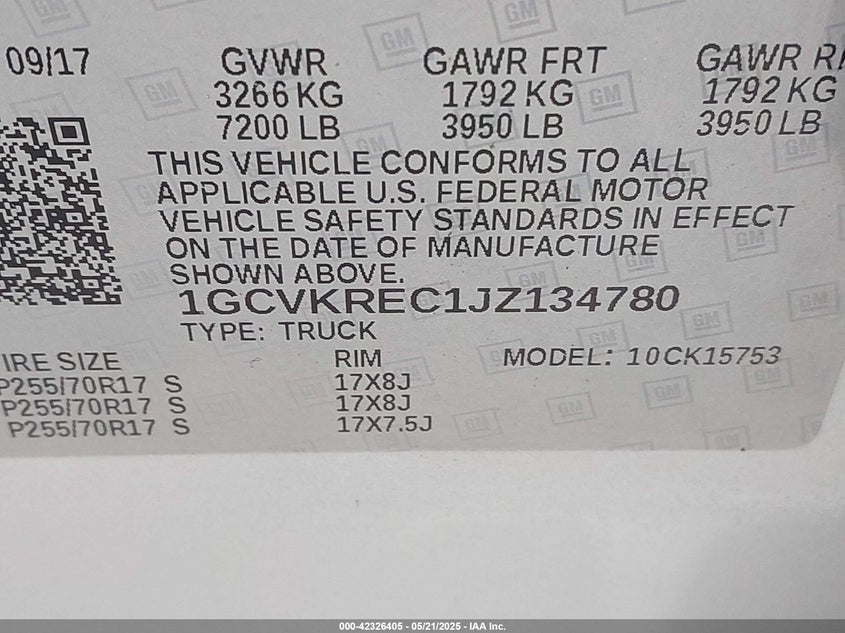 09/17 GVWR GAWR FRT GAWR
3266 KG 1792 KG 1792 KG
7200 LB 3950 LB 3950 LB
THIS VEHICLE CONFORMS TO ALL
APPLICABLE U.S. FEDERAL MOTOR
VEHICLE SAFETY STANDARDS IN EFFECT
ON THE DATE OF MANUFACTURE
SHOWN ABOVE.
1GCVKREC1JZ134780
TYPE: TRUCK
IRE SIZE RIM MODEL: 10CK15753
P255/70R17 S 17X8J
P255/70R17 S 17X8J
P255/70R17 S 17X7.5J
000-42326405 - 05/21/2025 - IAA Inc.